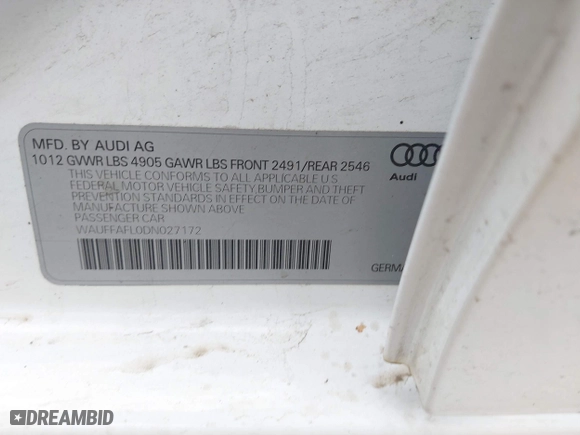 MFD. BY AUDI AG
1012 GVWR LBS 4905 GAWR LBS FRONT 2491/REAR 2546
THIS VEHICLE CONFORMS TO ALL APPLICABLE U.S
FEDERAL MOTOR VEHICLE SAFETY,BUMPER AND THEFT
PREVENTION STANDARDS IN EFFECT ON THE DATE OF
MANUFACTURE SHOWN ABOVE
PASSENGER CAR
WAUFFAFL0DN027172
Audi
GERMA
DREAMBID